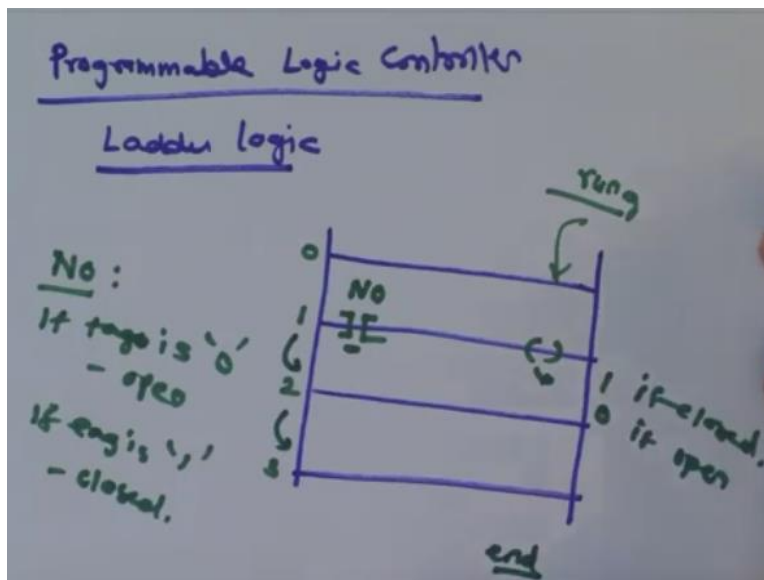 Programmable Logic Controller
Ladder logic
rung
0
NO
NO :
1
If tag is '0'
- open
2
1 if closed.
0 if open
If tag is '1'
- closed.
3
end